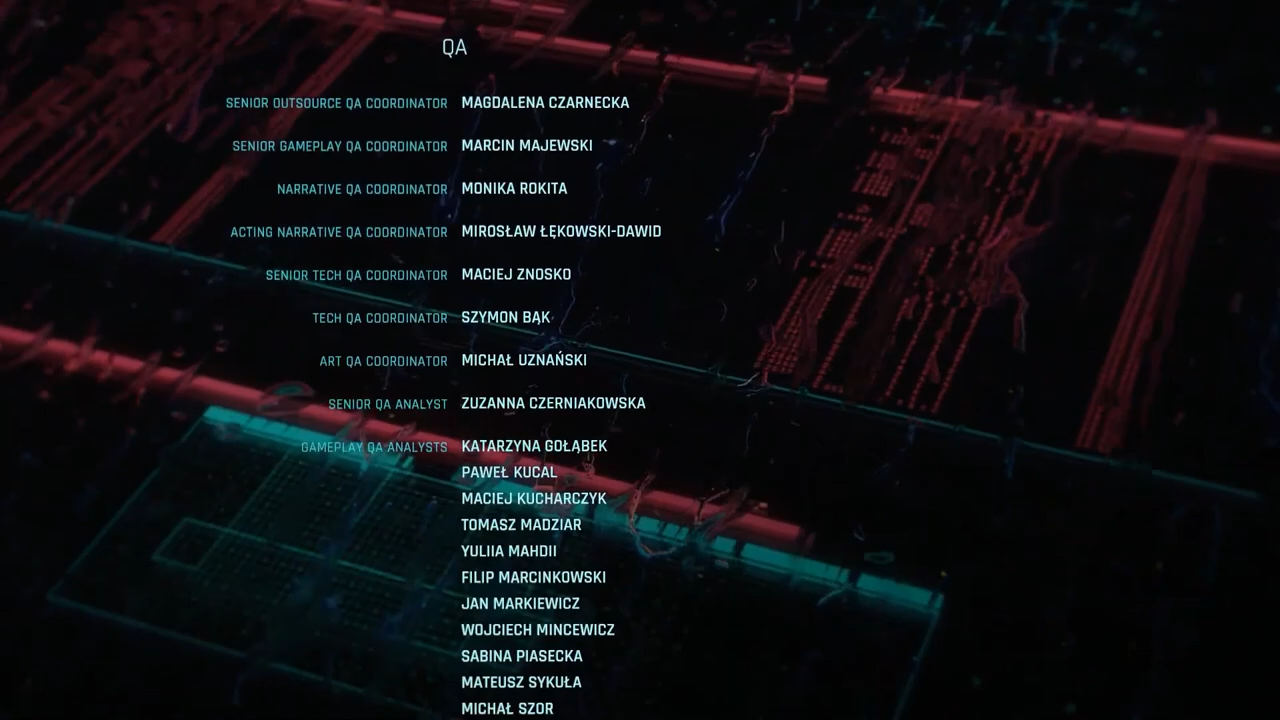 QA
SENIOR OUTSOURCE QA COORDINATOR MAGDALENA CZARNECKA
SENIOR GAMEPLAY QA COORDINATOR MARCIN MAJEWSKI
NARRATIVE QA COORDINATOR MONIKA ROKITA
ACTING NARRATIVE QA COORDINATOR MIROSŁAW ŁĘKOWSKI-DAWID
SENIOR TECH QA COORDINATOR MACIEJ ZNOSKO
TECH QA COORDINATOR SZYMON BĄK
ART QA COORDINATOR MICHAŁ UZNAŃSKI
SENIOR QA ANALYST ZUZANNA CZERNIAKOWSKA
GAMEPLAY QA ANALYSTS KATARZYNA GOŁĄBEK
PAWEŁ KUCAL
MACIEJ KUCHARCZYK
TOMASZ MADZIAR
YULIIA MAHDII
FILIP MARCINKOWSKI
JAN MARKIEWICZ
WOJCIECH MINCEWICZ
SABINA PIASECKA
MATEUSZ SYKUŁA
MICHAŁ SZOR